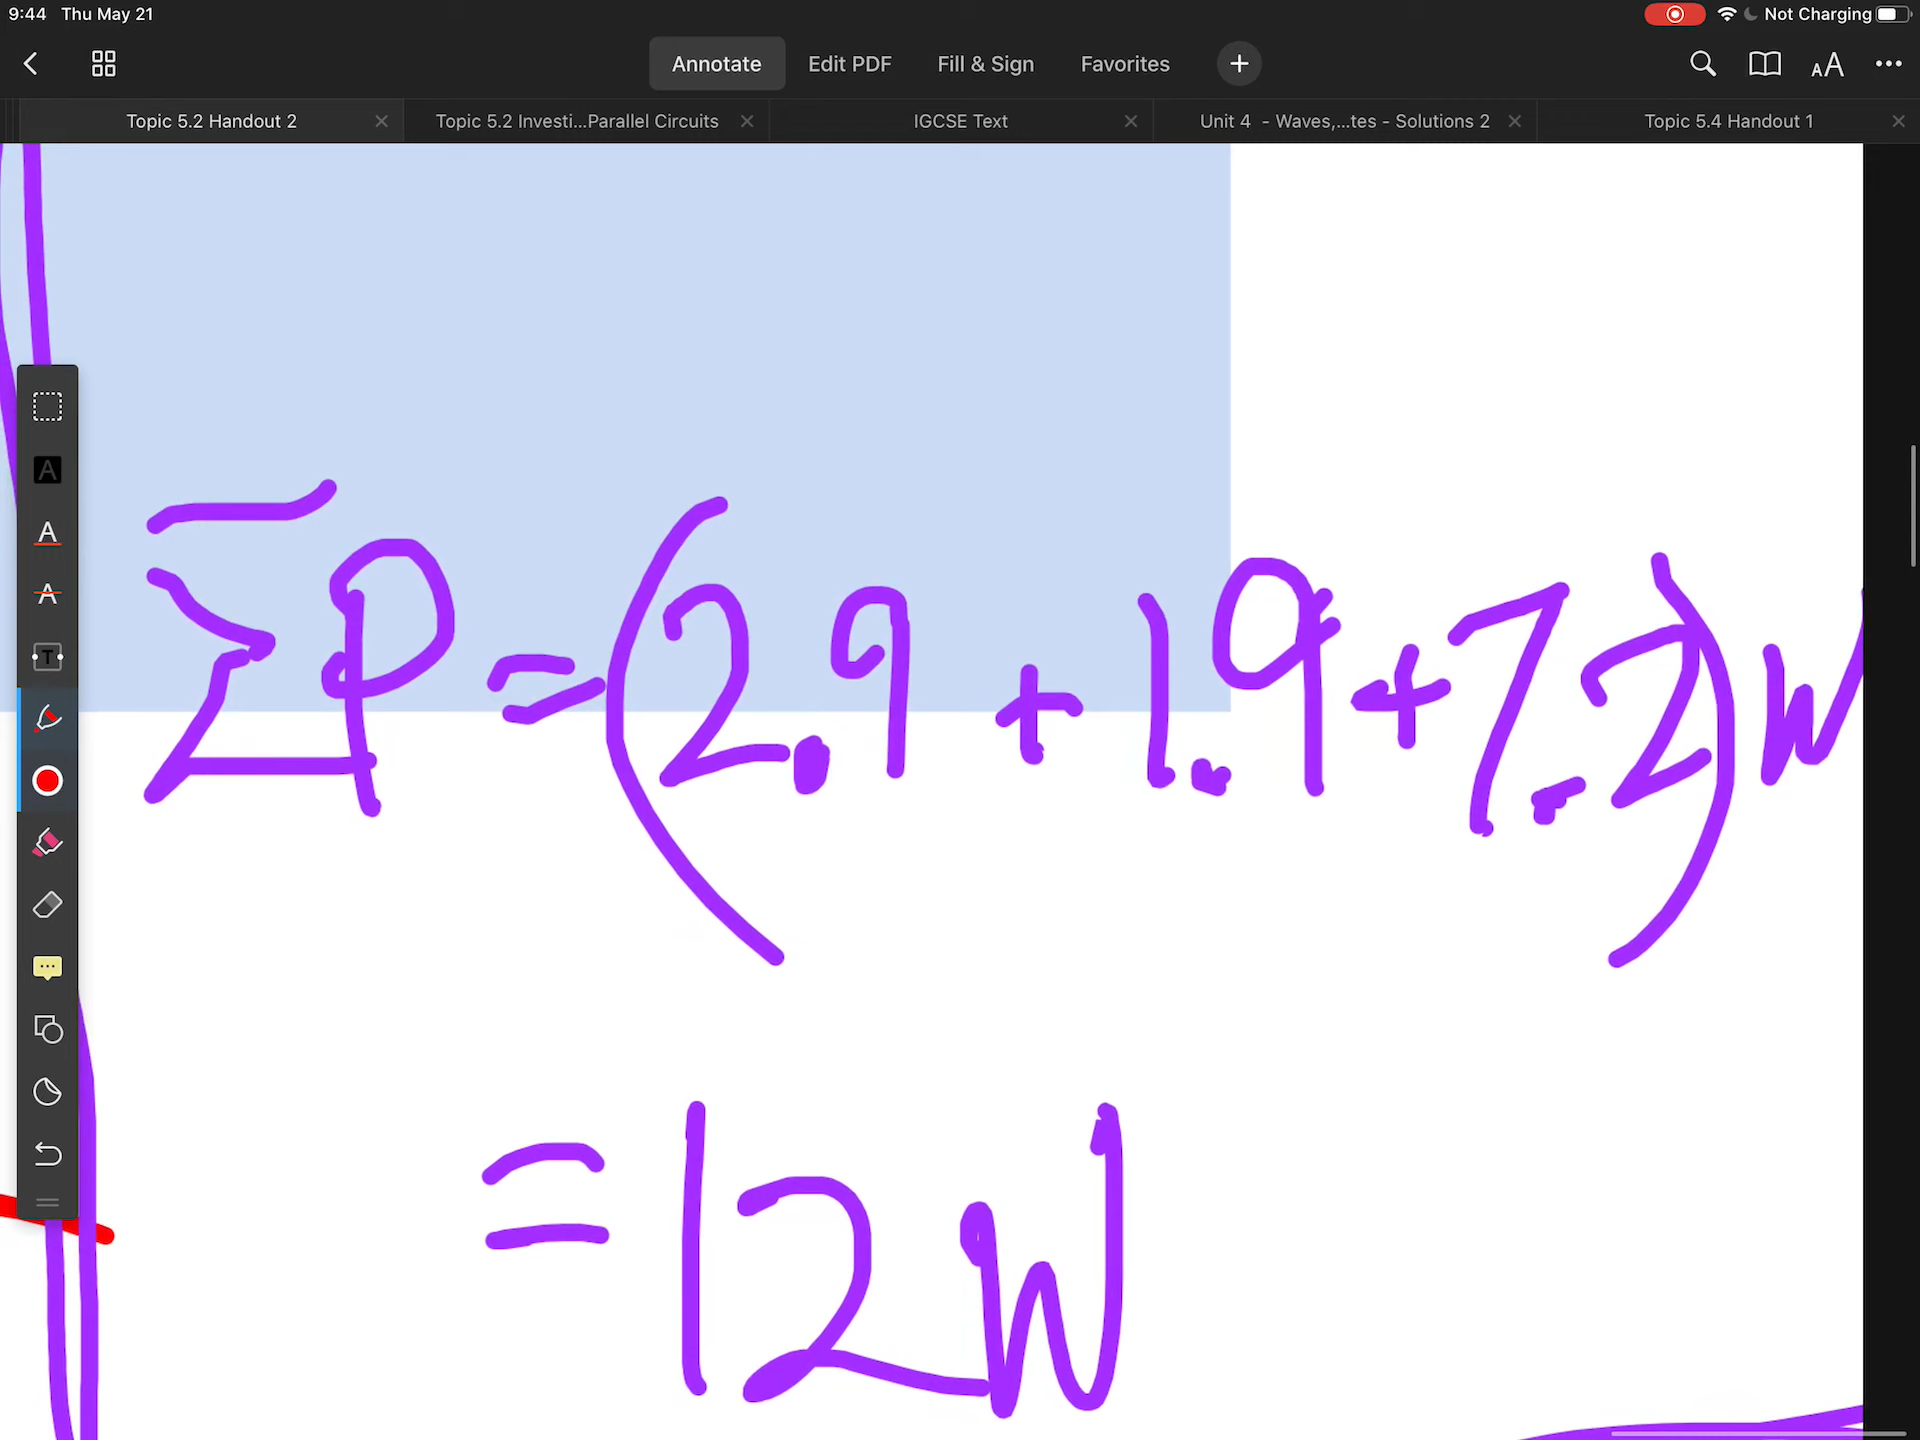 9:44 Thu May 21 Not Charging
Annotate Edit PDF Fill & Sign Favorites
Topic 5.2 Handout 2 Topic 5.2 Investi...Parallel Circuits IGCSE Text Unit 4 - Waves,...tes - Solutions 2 Topic 5.4 Handout 1
ΣP = (2.9 + 1.9 + 7.2) W
= 12 W